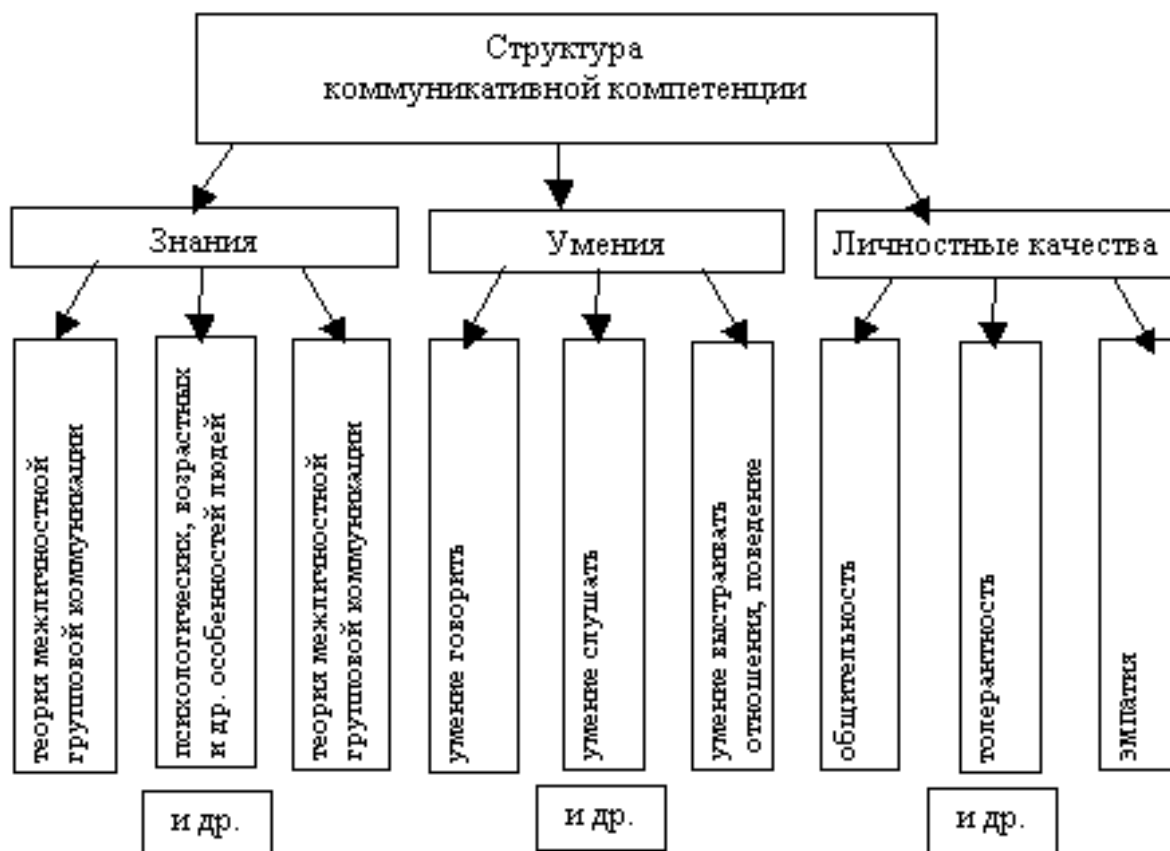 Структура
коммуникативной компетенции
Знания
Умения
Личностные качества
теория межличностной
групповой коммуникации
психологических, возрастных
и др. особенностей людей
теория межличностной
групповой коммуникации
умение говорить
умение слушать
умение выстраивать
отношения, поведение
общительность
толерантность
эмпатия
и др.
и др.
и др.